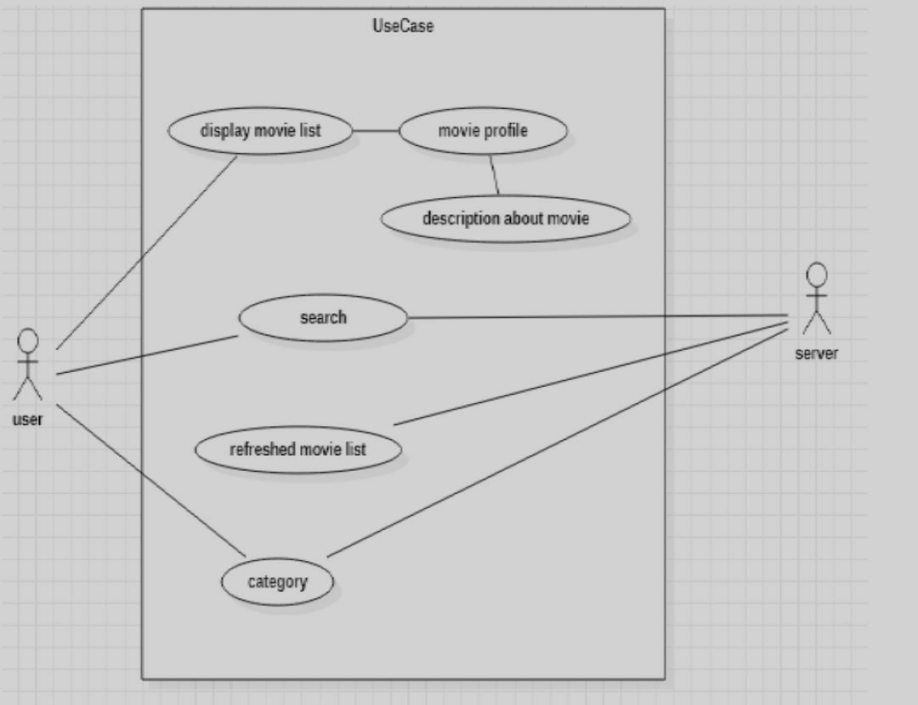 UseCase
display movie list
movie profile
description about movie
search
server
user
refreshed movie list
category